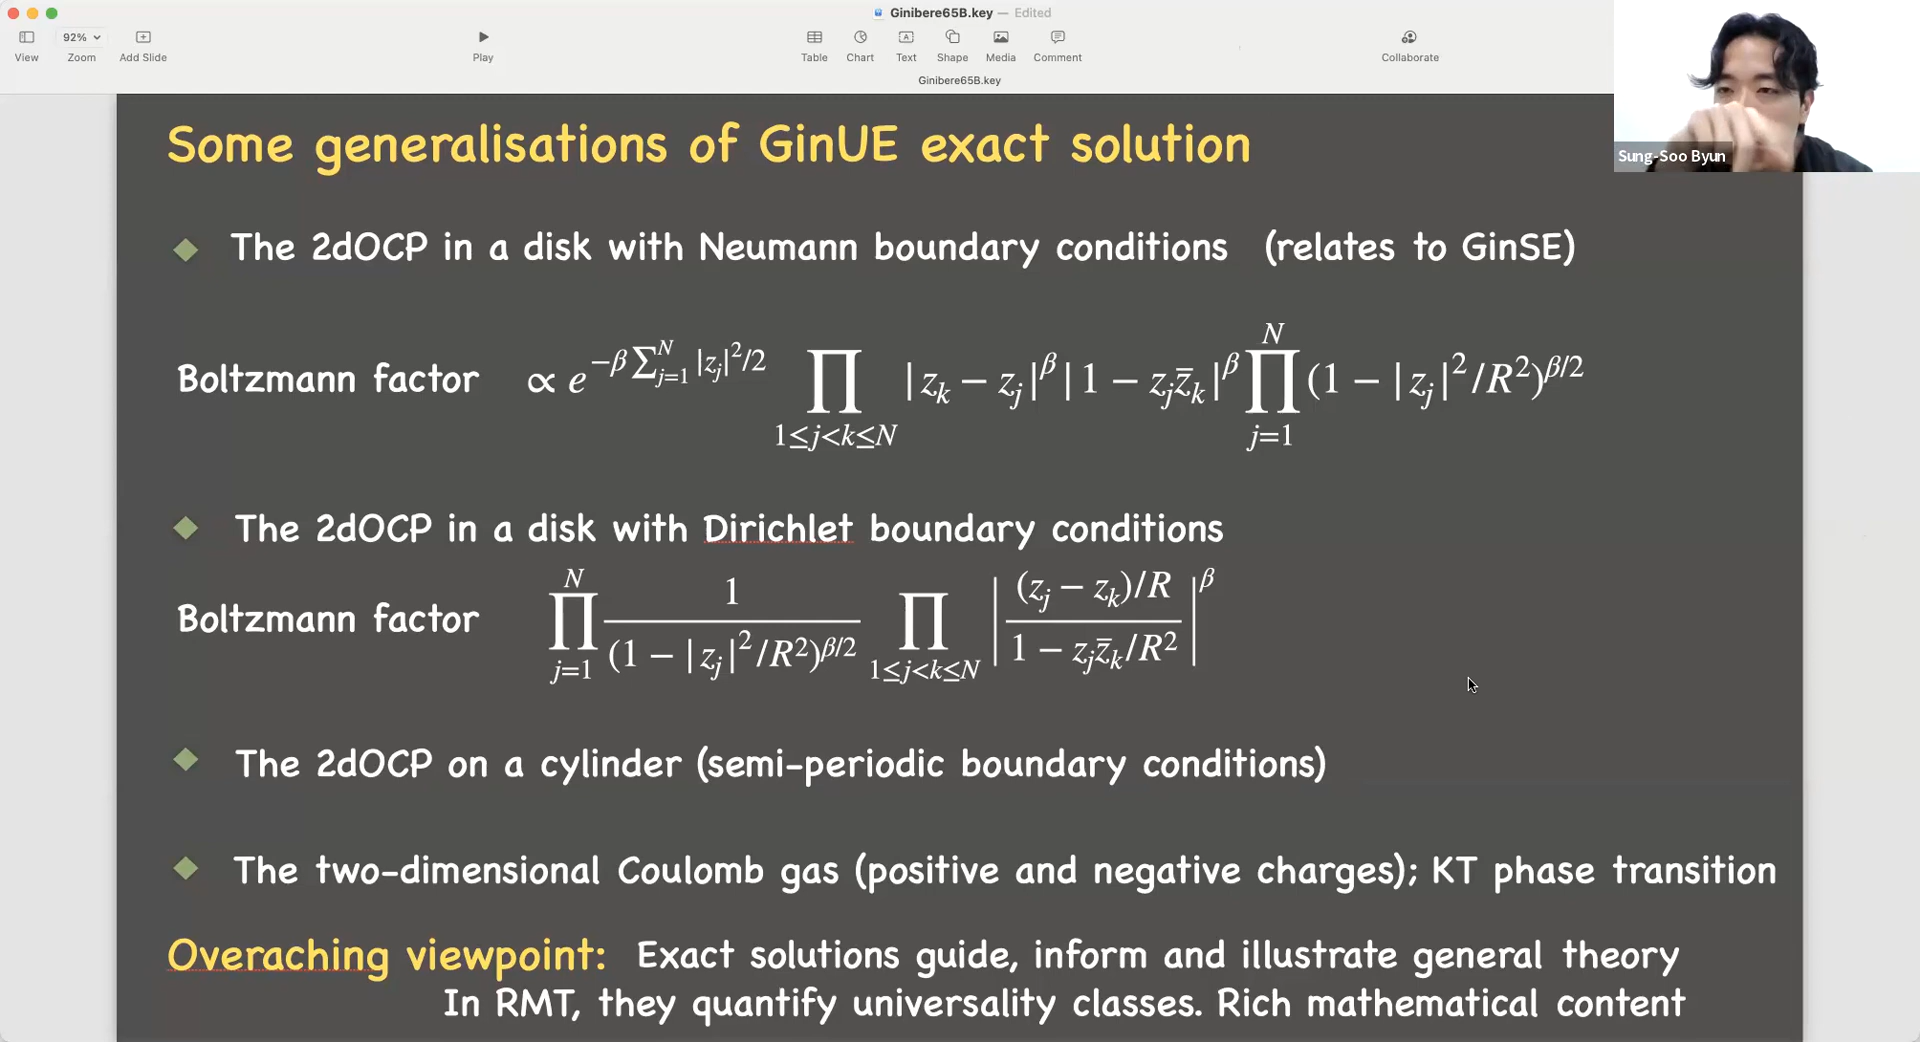 Ginibere65B.key — Edited
View
92%
Zoom
Add Slide
Play
Table
Chart
Text
Shape
Media
Comment
Collaborate
Ginibere65B.key
Sung-Soo Byun
Some generalisations of GinUE exact solution
The 2dOCP in a disk with Neumann boundary conditions (relates to GinSE)
Boltzmann factor ∝ e^{−β∑_{j=1}^{N} |z_j|^2/2} ∏_{1≤j<k≤N} |z_k − z_j|^β |1 − z_j z̄_k|^β ∏_{j=1}^{N} (1 − |z_j|^2/R^2)^{β/2}
The 2dOCP in a disk with Dirichlet boundary conditions
Boltzmann factor ∏_{j=1}^{N} 1/(1 − |z_j|^2/R^2)^{β/2} ∏_{1≤j<k≤N} |((z_j − z_k)/R)/(1 − z_j z̄_k/R^2)|^β
The 2dOCP on a cylinder (semi-periodic boundary conditions)
The two-dimensional Coulomb gas (positive and negative charges); KT phase transition
Overaching viewpoint: Exact solutions guide, inform and illustrate general theory
In RMT, they quantify universality classes. Rich mathematical content